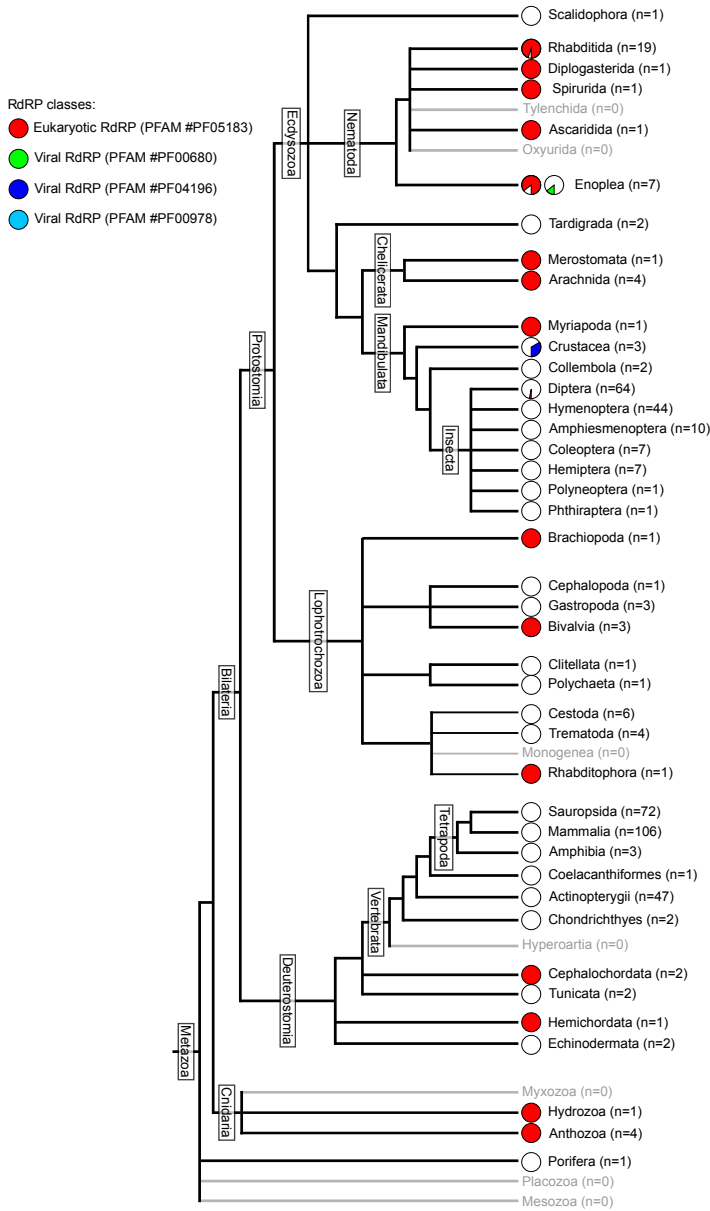 Scalidophora (n=1)
Rhabditida (n=19)
Diplogasterida (n=1)
Spirurida (n=1)
Tylenchida (n=0)
Ascaridida (n=1)
Oxyurida (n=0)
Enoplea (n=7)
Tardigrada (n=2)
Merostomata (n=1)
Arachnida (n=4)
Myriapoda (n=1)
Crustacea (n=3)
Collembola (n=2)
Diptera (n=64)
Hymenoptera (n=44)
Amphiesmenoptera (n=10)
Coleoptera (n=7)
Hemiptera (n=7)
Polyneoptera (n=1)
Phthiraptera (n=1)
Brachiopoda (n=1)
Cephalopoda (n=1)
Gastropoda (n=3)
Bivalvia (n=3)
Clitellata (n=1)
Polychaeta (n=1)
Cestoda (n=6)
Trematoda (n=4)
Monogenea (n=0)
Rhabditophora (n=1)
Sauropsida (n=72)
Mammalia (n=106)
Amphibia (n=3)
Coelacanthiformes (n=1)
Actinopterygii (n=47)
Chondrichthyes (n=2)
Hyperoartia (n=0)
Cephalochordata (n=2)
Tunicata (n=2)
Hemichordata (n=1)
Echinodermata (n=2)
Myxozoa (n=0)
Hydrozoa (n=1)
Anthozoa (n=4)
Porifera (n=1)
Placozoa (n=0)
Mesozoa (n=0)
RdRP classes:
Eukaryotic RdRP (PFAM #PF05183)
Viral RdRP (PFAM #PF00680)
Viral RdRP (PFAM #PF04196)
Viral RdRP (PFAM #PF00978)
Ecdysozoa
Nematoda
Chelicerata
Mandibulata
Insecta
Protostomia
Lophotrochozoa
Bilateria
Tetrapoda
Vertebrata
Deuterostomia
Metazoa
Cnidaria